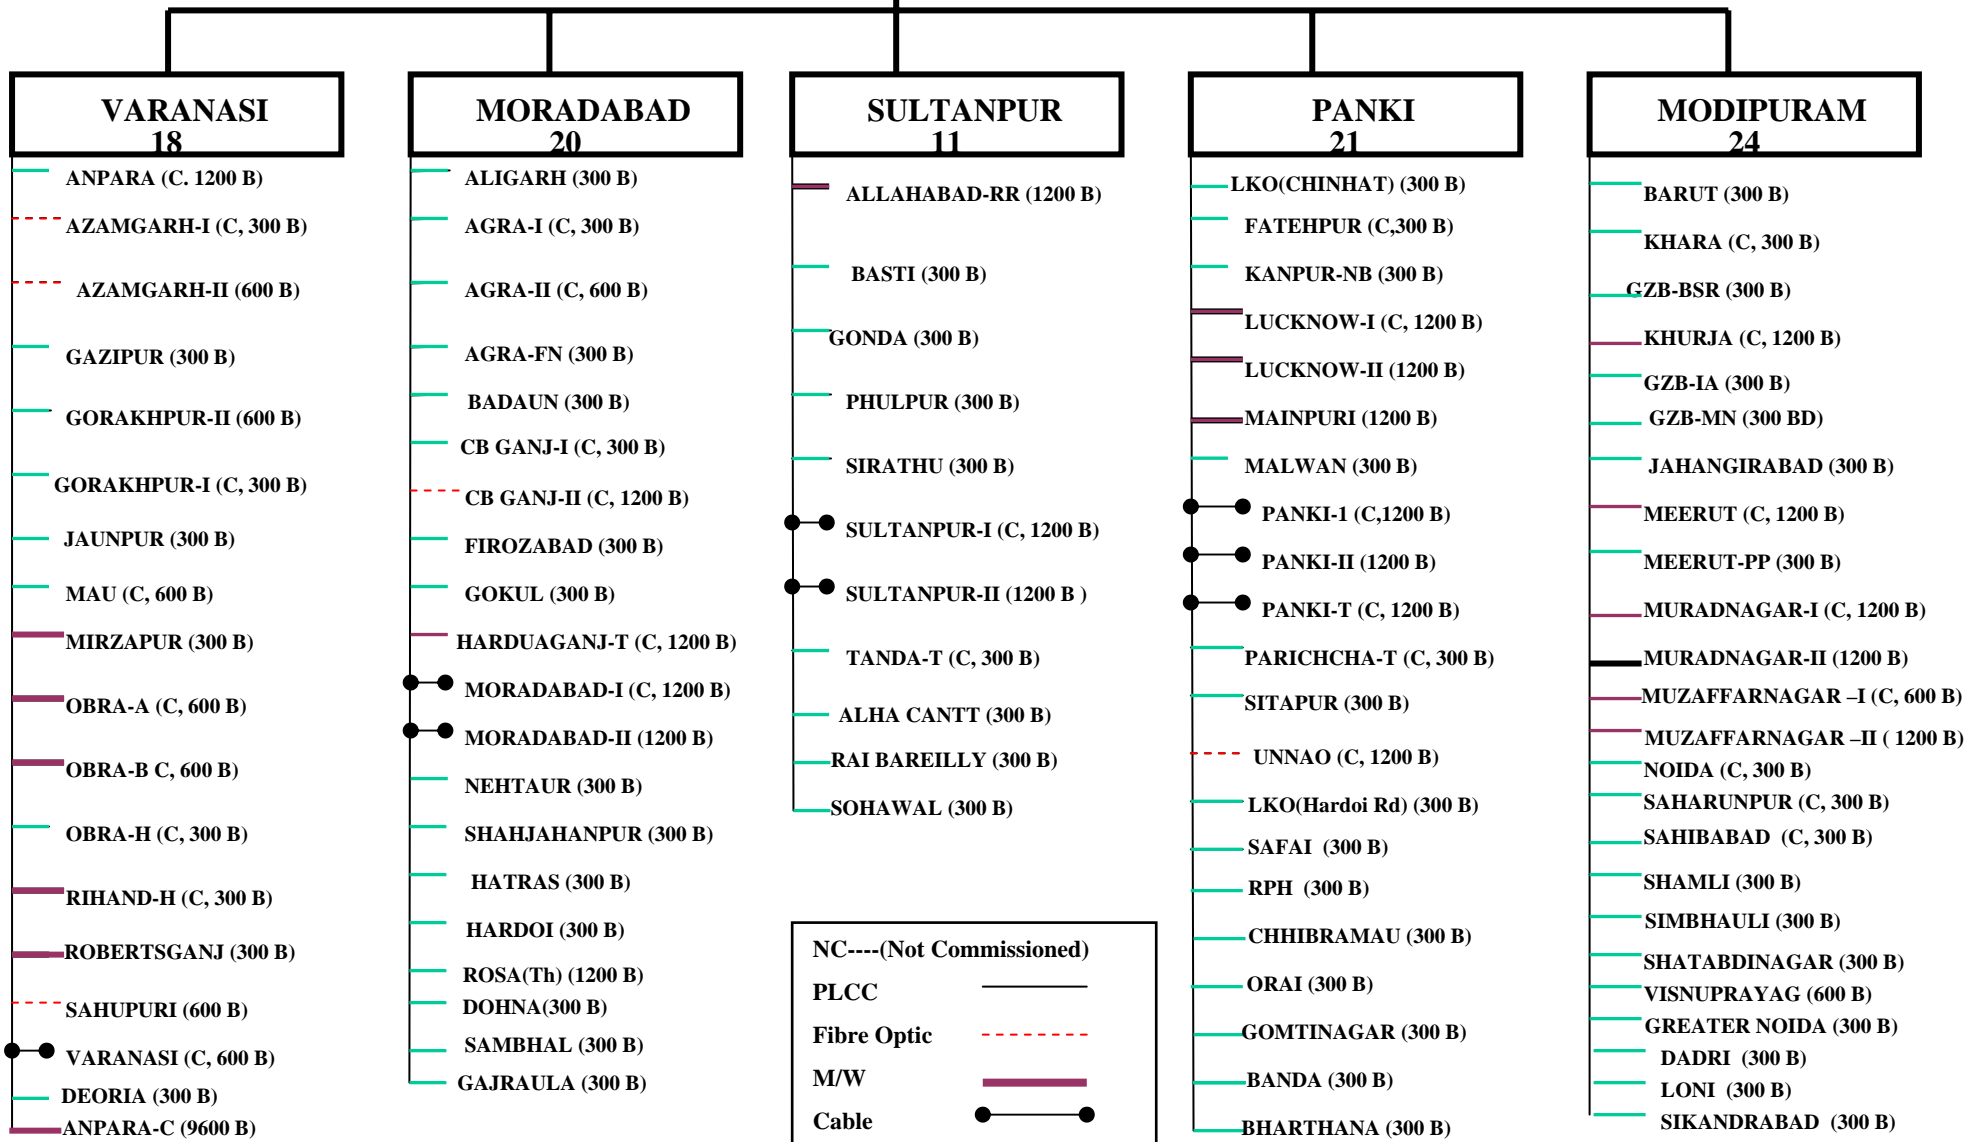 VARANASI
18
ANPARA (C. 1200 B)
AZAMGARH-I (C, 300 B)
AZAMGARH-II (600 B)
GAZIPUR (300 B)
GORAKHPUR-II (600 B)
GORAKHPUR-I (C, 300 B)
JAUNPUR (300 B)
MAU (C, 600 B)
MIRZAPUR (300 B)
OBRA-A (C, 600 B)
OBRA-B C, 600 B)
OBRA-H (C, 300 B)
RIHAND-H (C, 300 B)
ROBERTSGANJ (300 B)
SAHUPURI (600 B)
VARANASI (C, 600 B)
DEORIA (300 B)
ANPARA-C (9600 B)
MORADABAD
20
ALIGARH (300 B)
AGRA-I (C, 300 B)
AGRA-II (C, 600 B)
AGRA-FN (300 B)
BADAUN (300 B)
CB GANJ-I (C, 300 B)
CB GANJ-II (C, 1200 B)
FIROZABAD (300 B)
GOKUL (300 B)
HARDUAGANJ-T (C, 1200 B)
MORADABAD-I (C, 1200 B)
MORADABAD-II (1200 B)
NEHTAUR (300 B)
SHAHJAHANPUR (300 B)
HATRAS (300 B)
HARDOI (300 B)
ROSA(Th) (1200 B)
DOHNA(300 B)
SAMBHAL (300 B)
GAJRAULA (300 B)
SULTANPUR
11
ALLAHABAD-RR (1200 B)
BASTI (300 B)
GONDA (300 B)
PHULPUR (300 B)
SIRATHU (300 B)
SULTANPUR-I (C, 1200 B)
SULTANPUR-II (1200 B )
TANDA-T (C, 300 B)
ALHA CANTT (300 B)
RAI BAREILLY (300 B)
SOHAWAL (300 B)
NC----(Not Commissioned)
PLCC
Fibre Optic
M/W
Cable
PANKI
21
LKO(CHINHAT) (300 B)
FATEHPUR (C,300 B)
KANPUR-NB (300 B)
LUCKNOW-I (C, 1200 B)
LUCKNOW-II (1200 B)
MAINPURI (1200 B)
MALWAN (300 B)
PANKI-1 (C,1200 B)
PANKI-II (1200 B)
PANKI-T (C, 1200 B)
PARICHCHA-T (C, 300 B)
SITAPUR (300 B)
UNNAO (C, 1200 B)
LKO(Hardoi Rd) (300 B)
SAFAI (300 B)
RPH (300 B)
CHHIBRAMAU (300 B)
ORAI (300 B)
GOMTINAGAR (300 B)
BANDA (300 B)
BHARTHANA (300 B)
MODIPURAM
24
BARUT (300 B)
KHARA (C, 300 B)
GZB-BSR (300 B)
KHURJA (C, 1200 B)
GZB-IA (300 B)
GZB-MN (300 BD)
JAHANGIRABAD (300 B)
MEERUT (C, 1200 B)
MEERUT-PP (300 B)
MURADNAGAR-I (C, 1200 B)
MURADNAGAR-II (1200 B)
MUZAFFARNAGAR –I (C, 600 B)
MUZAFFARNAGAR –II ( 1200 B)
NOIDA (C, 300 B)
SAHARUNPUR (C, 300 B)
SAHIBABAD (C, 300 B)
SHAMLI (300 B)
SIMBHAULI (300 B)
SHATABDINAGAR (300 B)
VISNUPRAYAG (600 B)
GREATER NOIDA (300 B)
DADRI (300 B)
LONI (300 B)
SIKANDRABAD (300 B)